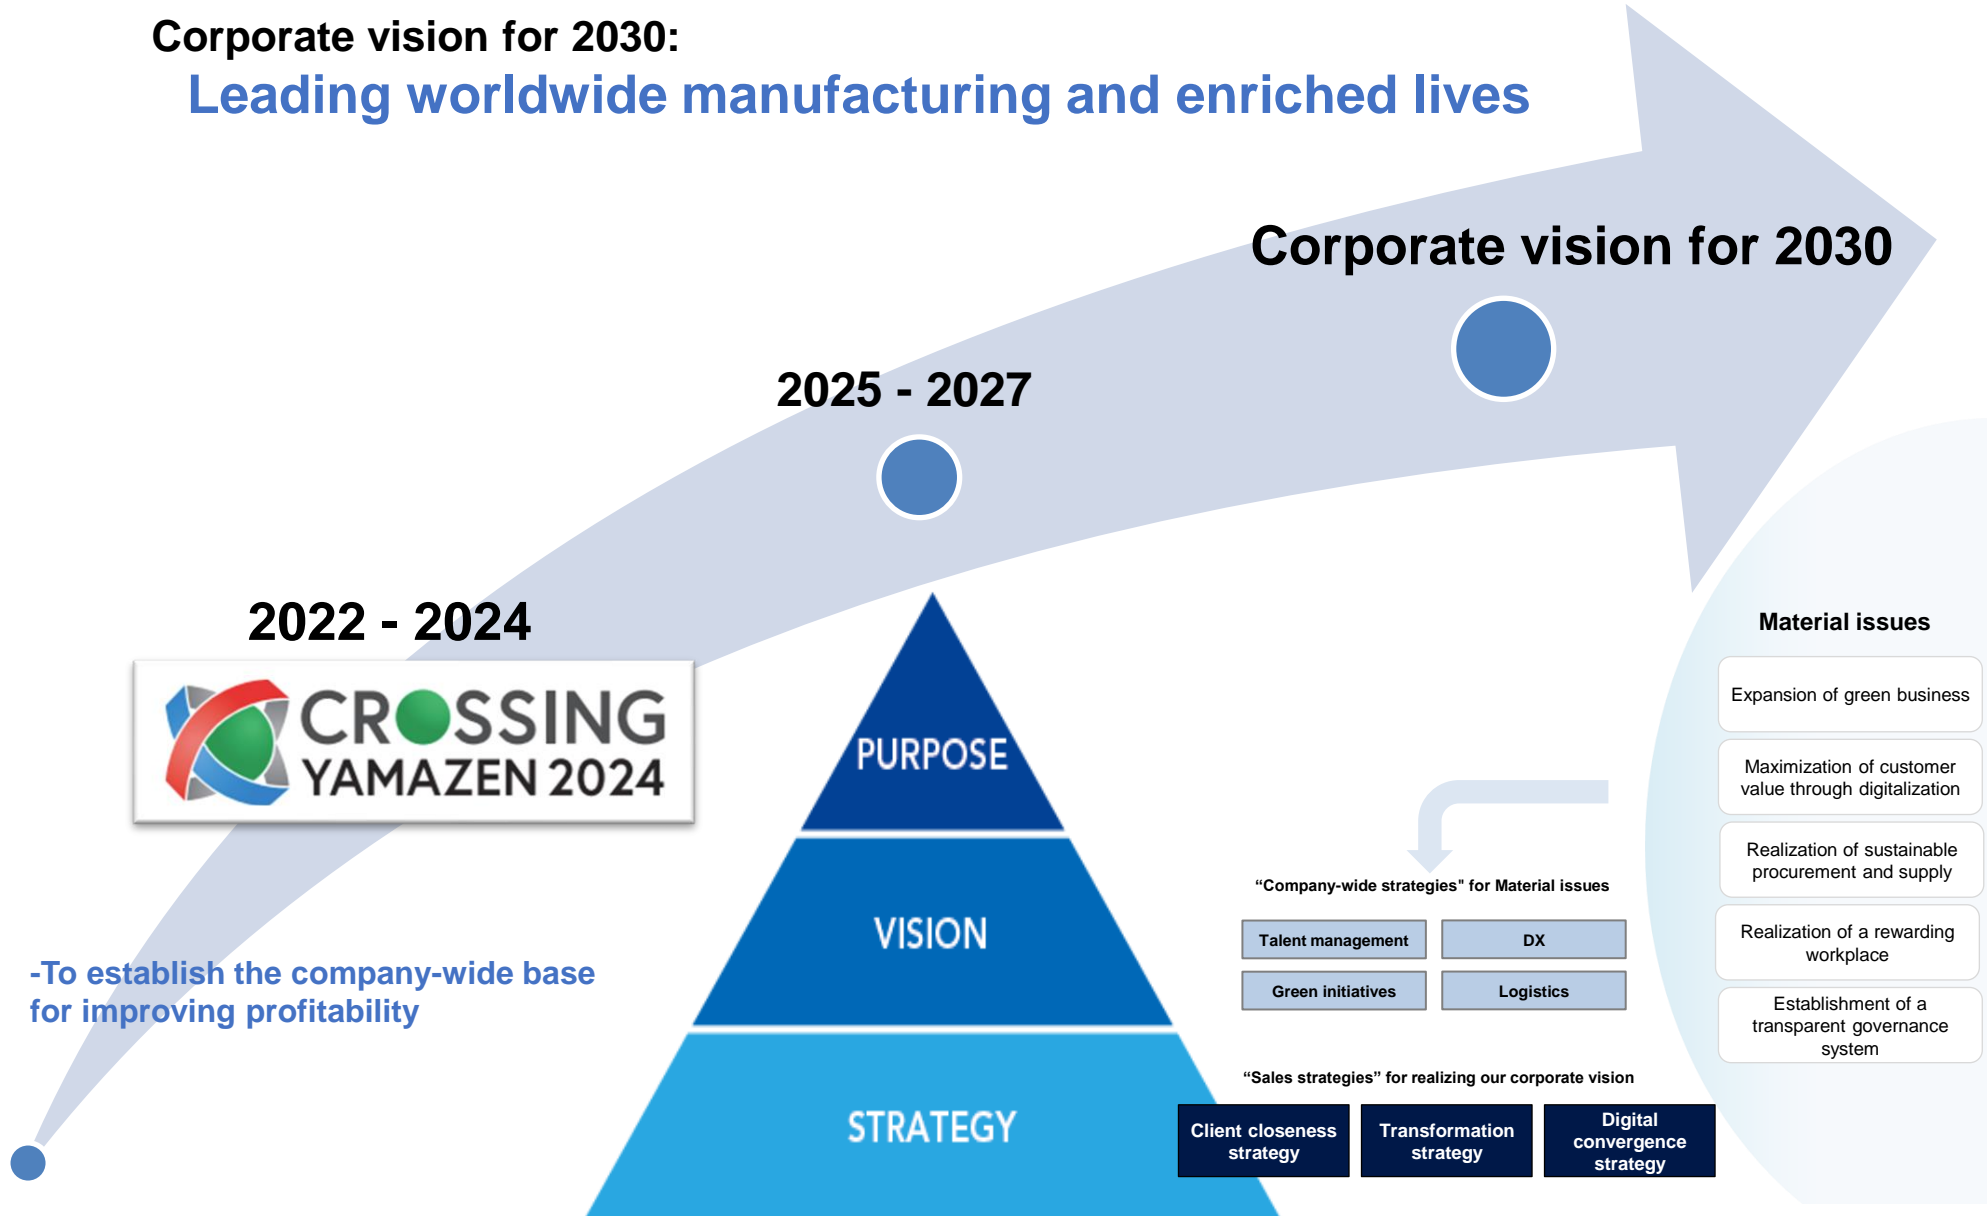 Corporate vision for 2030:
Leading worldwide manufacturing and enriched lives
Corporate vision for 2030
2025 - 2027
2022 - 2024
CROSSING
YAMAZEN 2024
-To establish the company-wide base
for improving profitability
PURPOSE
VISION
STRATEGY
“Company-wide strategies" for Material issues
Talent management
DX
Green initiatives
Logistics
“Sales strategies” for realizing our corporate vision
Client closeness
strategy
Transformation
strategy
Digital
convergence
strategy
Material issues
Expansion of green business
Maximization of customer
value through digitalization
Realization of sustainable
procurement and supply
Realization of a rewarding
workplace
Establishment of a
transparent governance
system